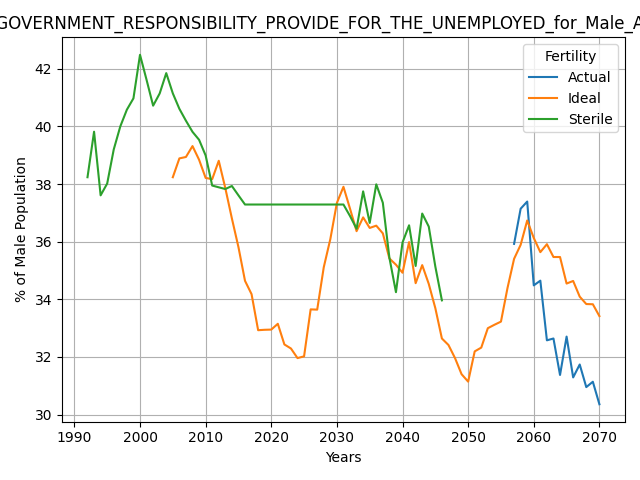 GOVERNMENT_RESPONSIBILITY_PROVIDE_FOR_THE_UNEMPLOYED_for_Male_A
Fertility
Actual
Ideal
Sterile
% of Male Population
42
40
38
36
34
32
30
1990 2000 2010 2020 2030 2040 2050 2060 2070
Years